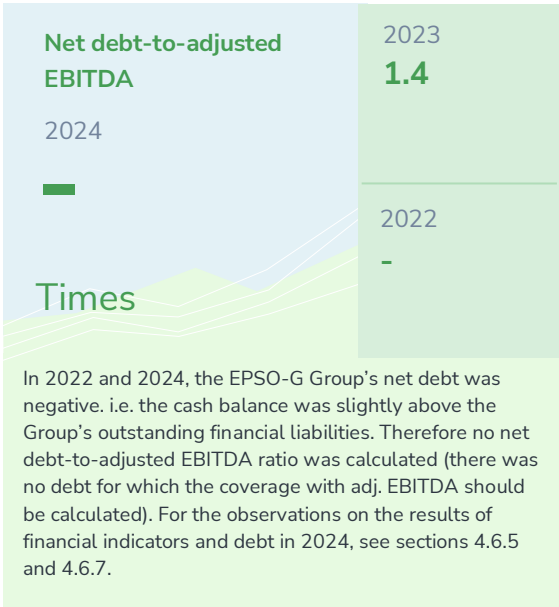 Net debt-to-adjusted
EBITDA
2024
–
Times
2023
1.4
2022
-
In 2022 and 2024, the EPSO-G Group’s net debt was
negative. i.e. the cash balance was slightly above the
Group’s outstanding financial liabilities. Therefore no net
debt-to-adjusted EBITDA ratio was calculated (there was
no debt for which the coverage with adj. EBITDA should
be calculated). For the observations on the results of
financial indicators and debt in 2024, see sections 4.6.5
and 4.6.7.